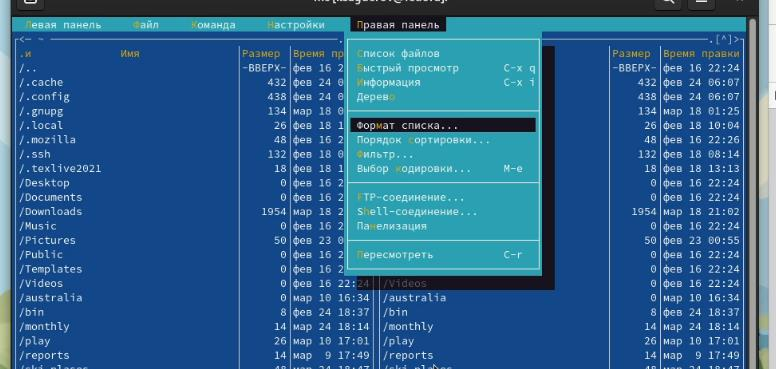 Левая панель Файл Команда Настройки Правая панель
<- ~ .[^]>
.и Имя Размер Время пр Размер Время правки
/.. -ВВЕРХ- фев 16 2 -ВВЕРХ- фев 16 22:24
/.cache 432 фев 24 0 432 фев 24 06:07
/.config 438 фев 24 0 438 фев 24 06:07
/.gnupg 134 мар 18 0 134 мар 18 01:25
/.local 26 фев 18 1 26 фев 18 10:04
/.mozilla 48 фев 16 2 48 фев 16 22:26
/.ssh 132 фев 18 0 132 фев 18 08:14
/.texlive2021 18 фев 18 1 18 фев 18 13:13
/Desktop 0 фев 16 2 0 фев 16 22:24
/Documents 0 фев 16 2 0 фев 16 22:24
/Downloads 1954 мар 18 2 1954 мар 18 21:02
/Music 0 фев 16 2 0 фев 16 22:24
/Pictures 50 фев 23 0 50 фев 23 00:55
/Public 0 фев 16 2 0 фев 16 22:24
/Templates 0 фев 16 2 0 фев 16 22:24
/Videos 0 фев 16 22:24 /Videos 0 фев 16 22:24
/australia 0 мар 10 16:34 /australia 0 мар 10 16:34
/bin 8 фев 24 18:37 /bin 8 фев 24 18:37
/monthly 14 мар 24 18:14 /monthly 14 мар 24 18:14
/play 26 мар 10 17:01 /play 26 мар 10 17:01
/reports 14 мар 9 17:49 /reports 14 мар 9 17:49
Список файлов
Быстрый просмотр C-x q
Информация C-x i
Дерево
Формат списка...
Порядок сортировки...
Фильтр...
Выбор кодировки... M-e
FTP-соединение...
Shell-соединение...
Панелизация
Пересмотреть C-r